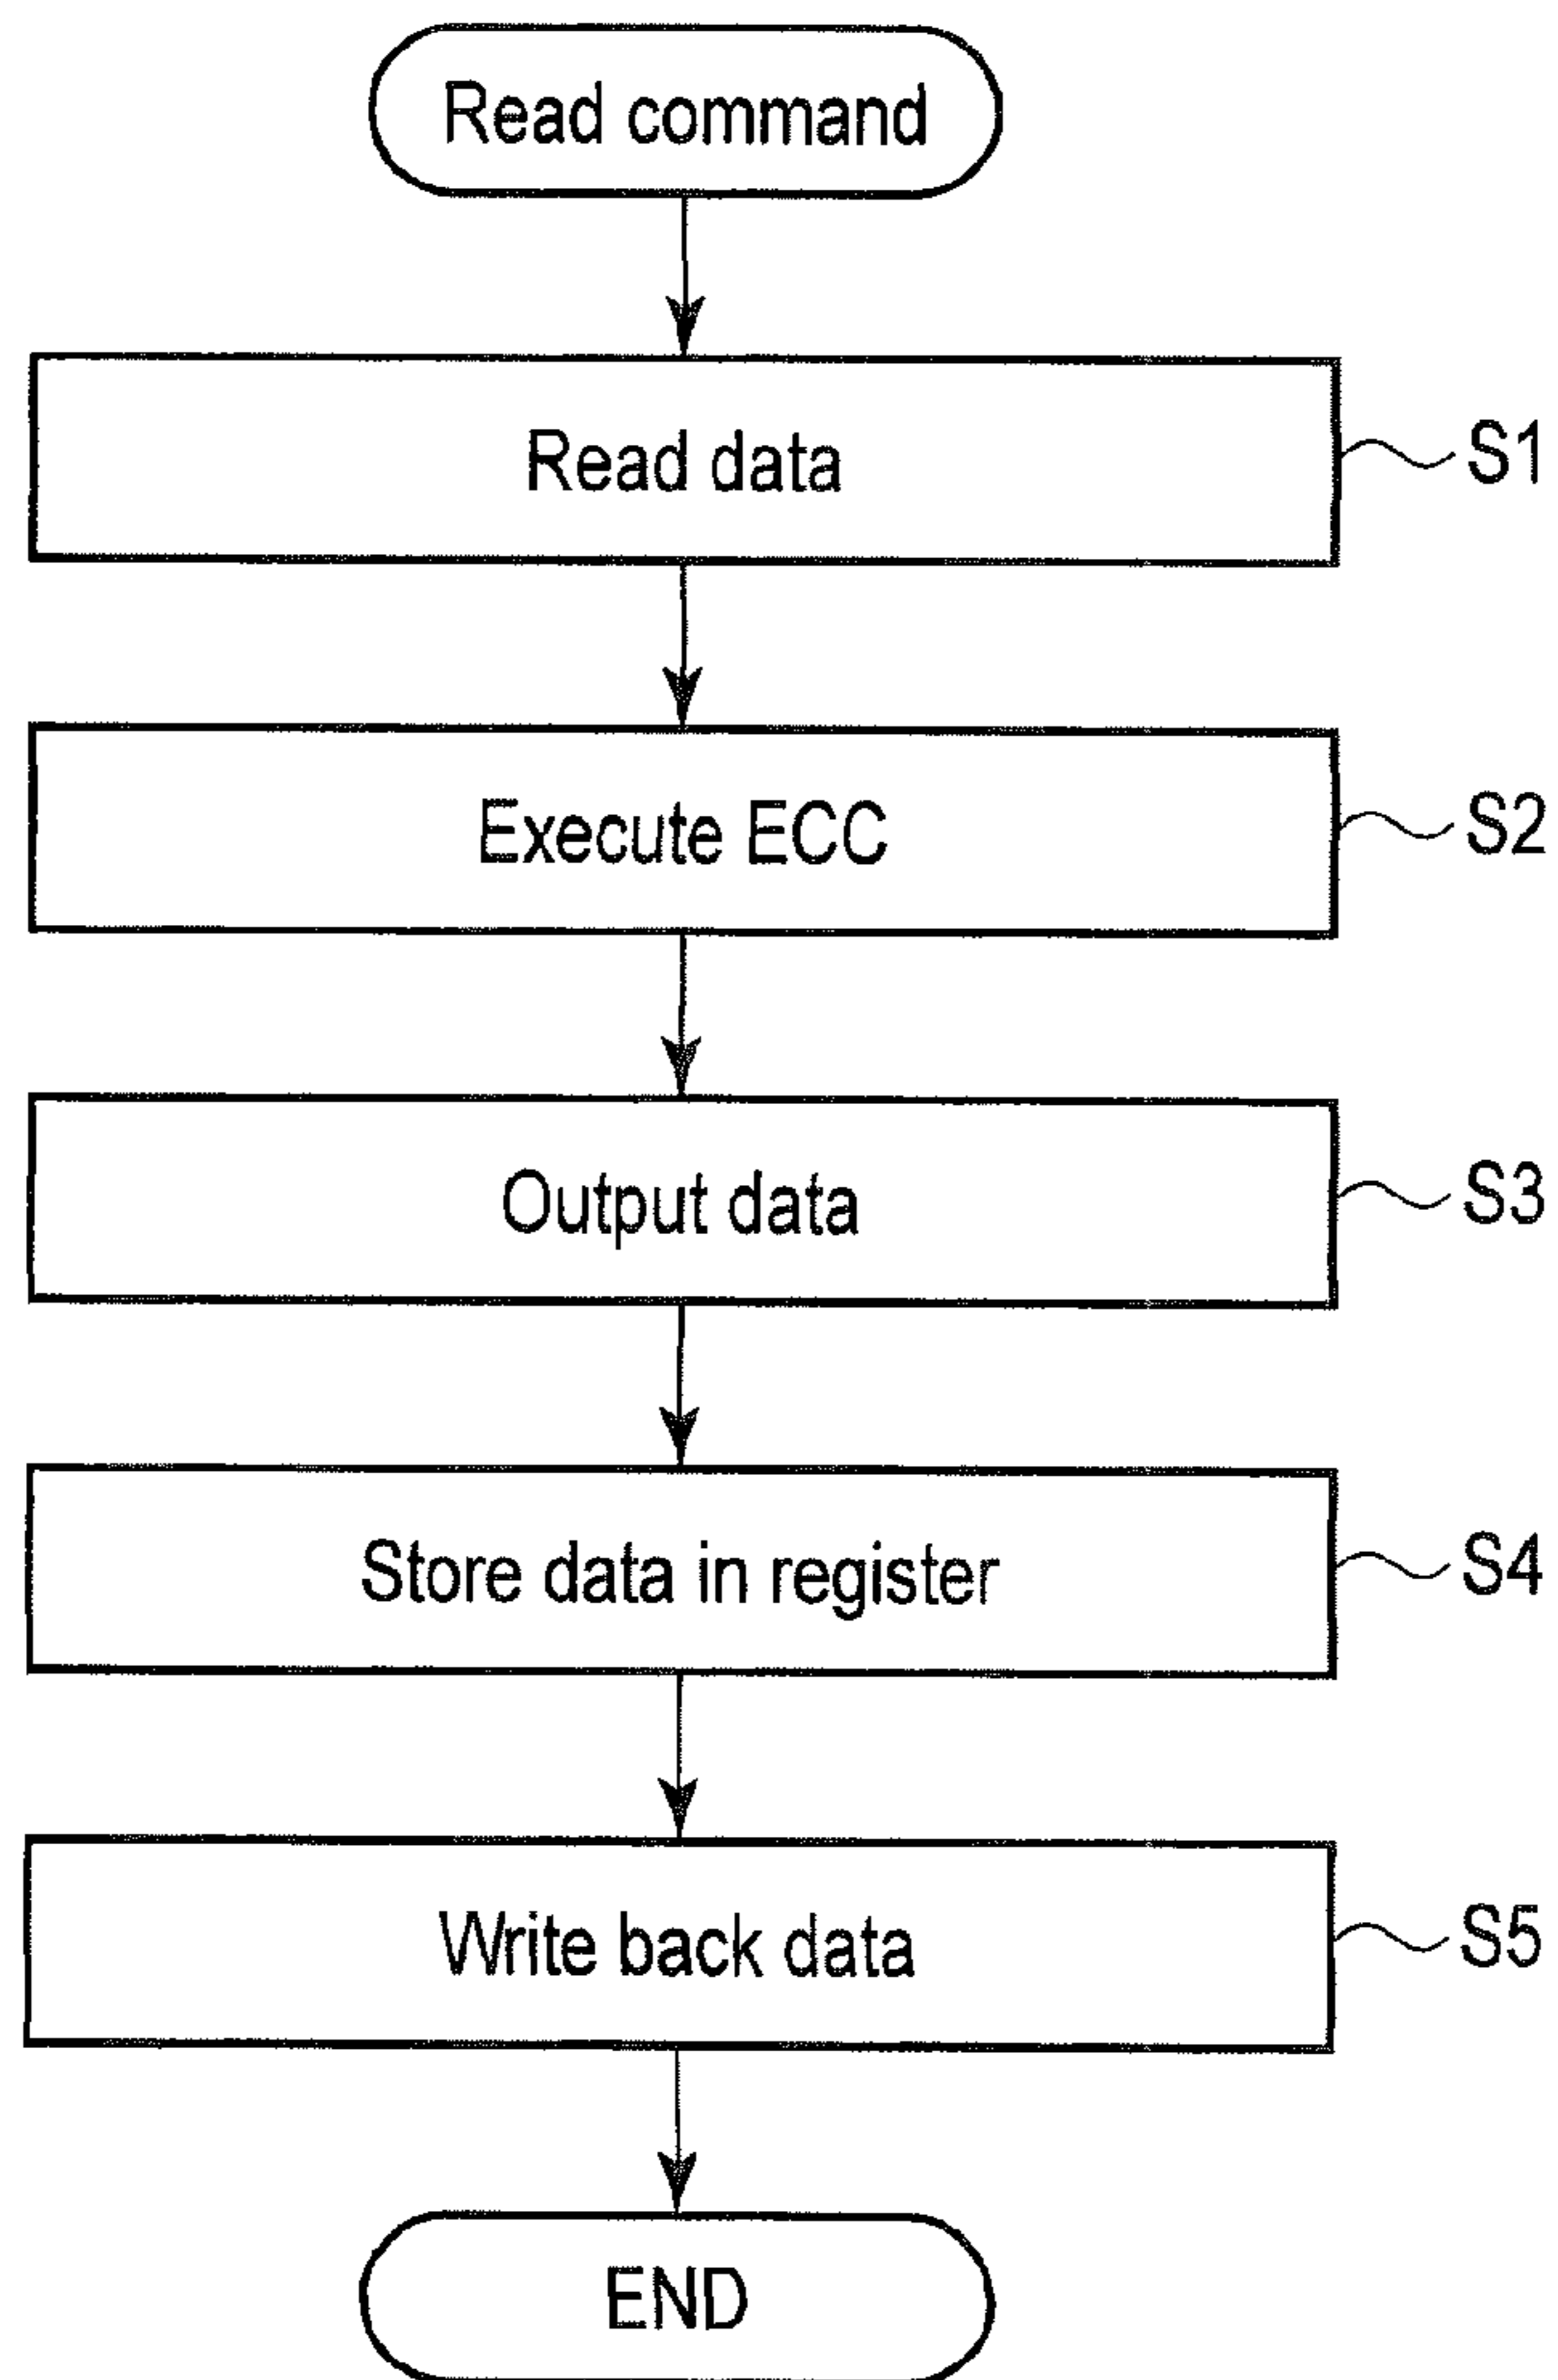 Read command
Read data
S1
Execute ECC
S2
Output data
S3
Store data in register
S4
Write back data
S5
END